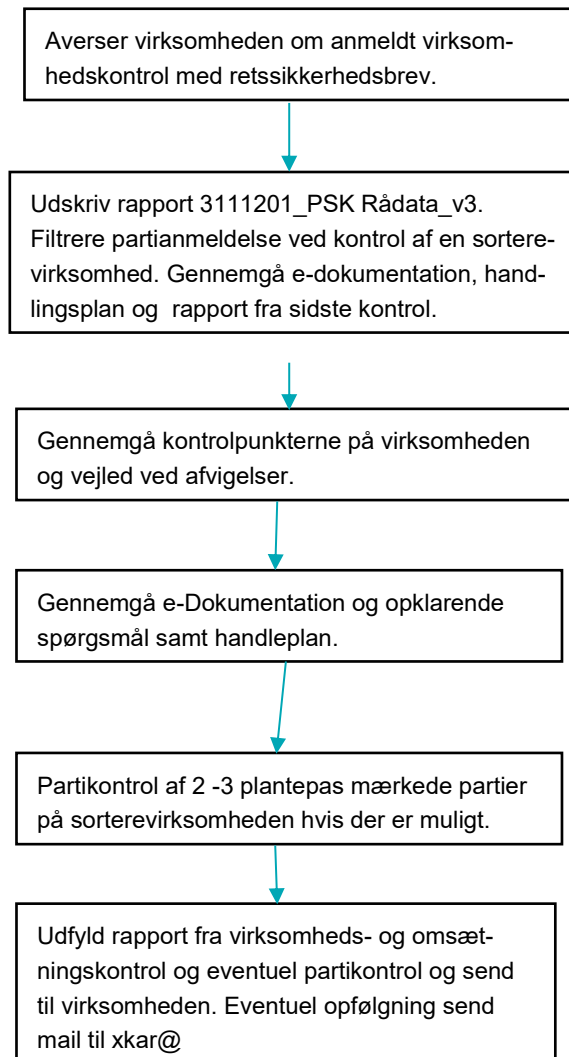 Averser virksomheden om anmeldt virksom-
hedskontrol med retssikkerhedsbrev.
Udskriv rapport 3111201_PSK Rådata_v3.
Filtrere partianmeldelse ved kontrol af en sortere-
virksomhed. Gennemgå e-dokumentation, hand-
lingsplan og  rapport fra sidste kontrol.
Gennemgå kontrolpunkterne på virksomheden
og vejled ved afvigelser.
Gennemgå e-Dokumentation og opklarende
spørgsmål samt handleplan.
Partikontrol af 2 -3 plantepas mærkede partier
på sorterevirksomheden hvis der er muligt.
Udfyld rapport fra virksomheds- og omsæt-
ningskontrol og eventuel partikontrol og send
til virksomheden. Eventuel opfølgning send
mail til xkar@